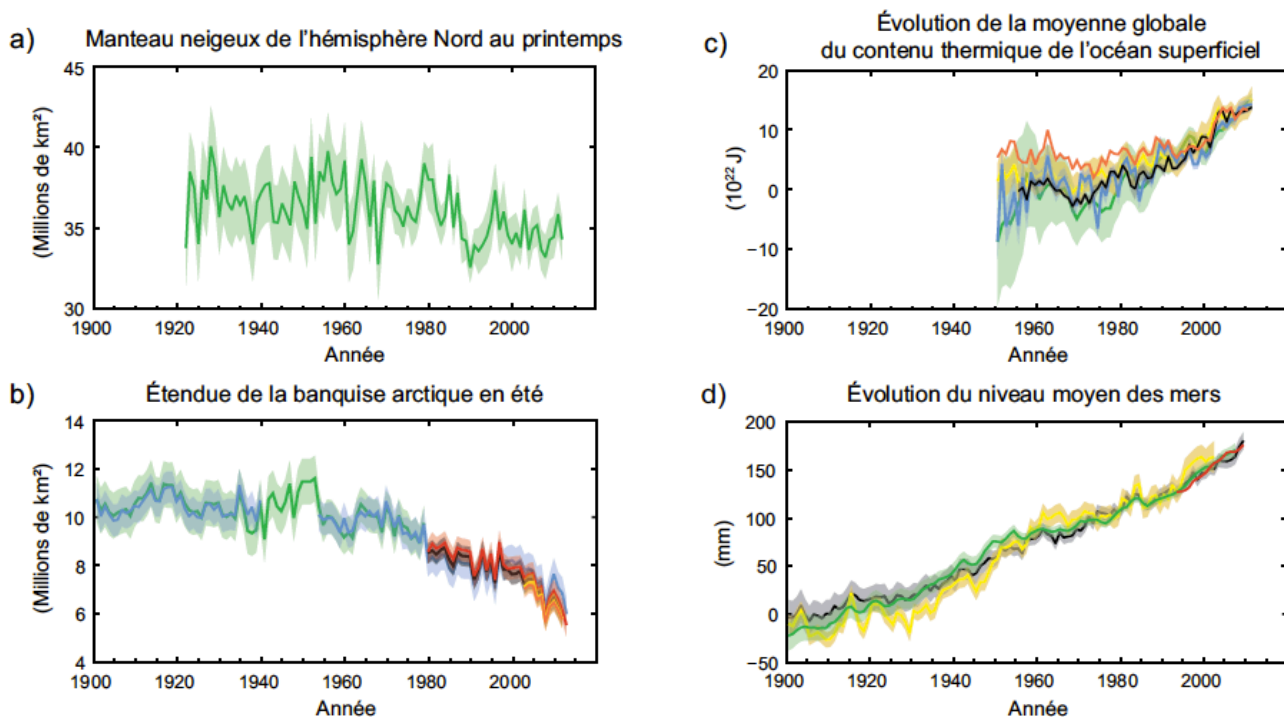 a)
Manteau neigeux de l'hémisphère Nord au printemps
(Millions de km²)
45
40
35
30
1900
1920
1940
1960
1980
2000
Année
b)
Étendue de la banquise arctique en été
(Millions de km²)
14
12
10
8
6
4
1900
1920
1940
1960
1980
2000
Année
c)
Évolution de la moyenne globale
du contenu thermique de l'océan superficiel
(10²² J)
20
10
0
−10
−20
1900
1920
1940
1960
1980
2000
Année
d)
Évolution du niveau moyen des mers
(mm)
200
150
100
50
0
−50
1900
1920
1940
1960
1980
2000
Année